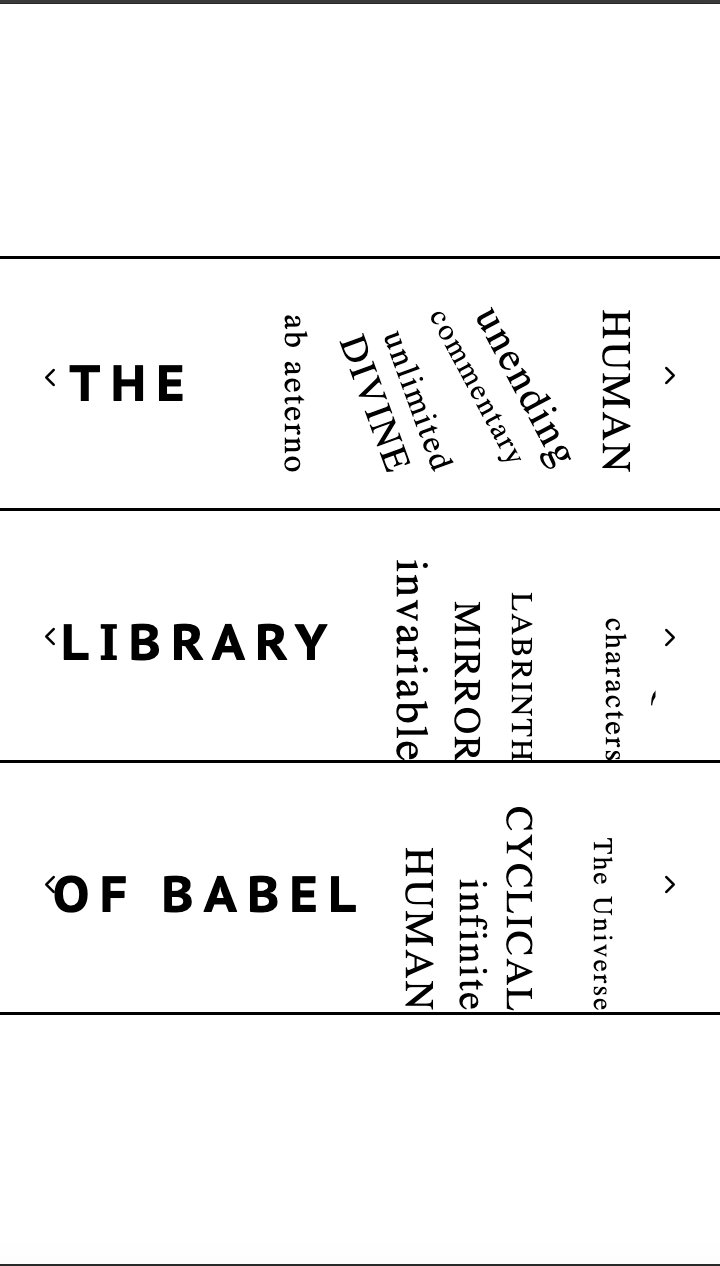 THE
ab aeterno
DIVINE
unlimited
commentary
unending
HUMAN
LIBRARY
invariable
MIRROR
LABRINTH
characters
OF BABEL
HUMAN
infinite
CYCLICAL
The Universe